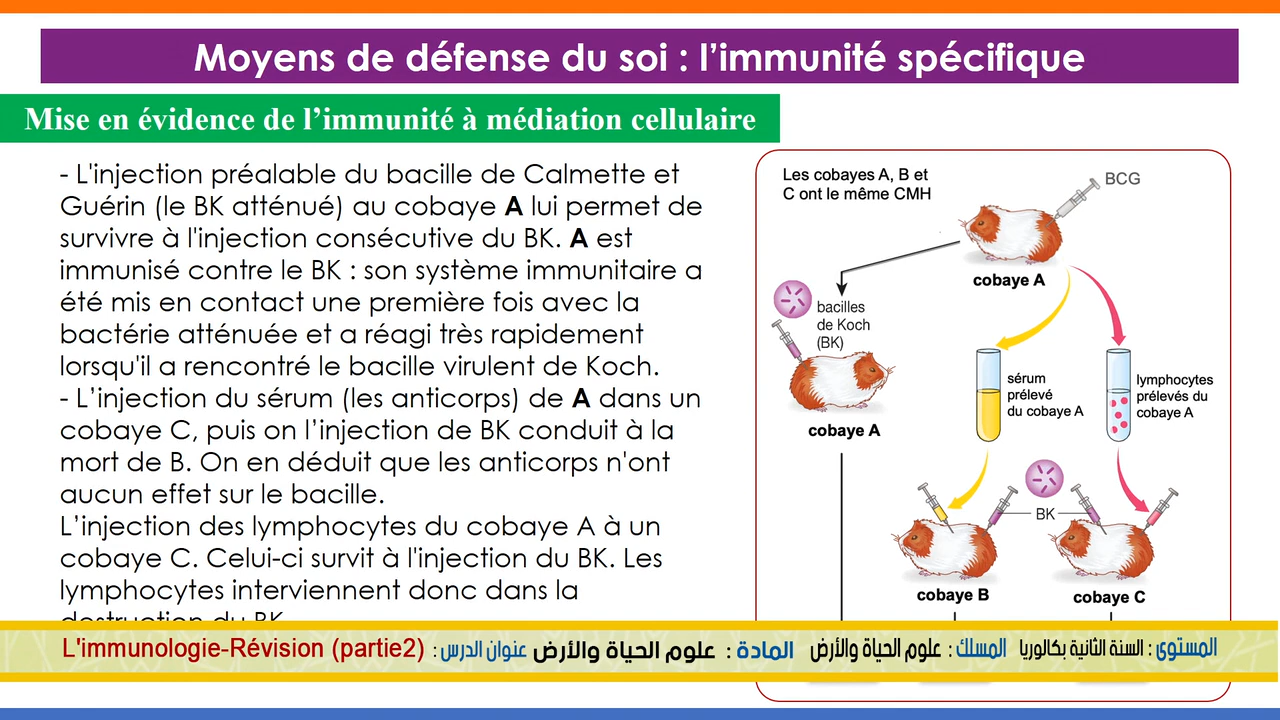 Moyens de défense du soi : l’immunité spécifique
Mise en évidence de l’immunité à médiation cellulaire
- L'injection préalable du bacille de Calmette et
Guérin (le BK atténué) au cobaye A lui permet de
survivre à l'injection consécutive du BK. A est
immunisé contre le BK : son système immunitaire a
été mis en contact une première fois avec la
bactérie atténuée et a réagi très rapidement
lorsqu'il a rencontré le bacille virulent de Koch.
- L’injection du sérum (les anticorps) de A dans un
cobaye C, puis on l’injection de BK conduit à la
mort de B. On en déduit que les anticorps n'ont
aucun effet sur le bacille.
L’injection des lymphocytes du cobaye A à un
cobaye C. Celui-ci survit à l'injection du BK. Les
lymphocytes interviennent donc dans la
destruction du BK
Les cobayes A, B et
C ont le même CMH
BCG
cobaye A
bacilles
de Koch
(BK)
cobaye A
sérum
prélevé
du cobaye A
lymphocytes
prélevés du
cobaye A
BK
cobaye B
cobaye C
المستوى : السنة الثانية بكالوريا المسلك : علوم الحياة والأرض المادة : علوم الحياة والأرض عنوان الدرس : L'immunologie-Révision (partie2)